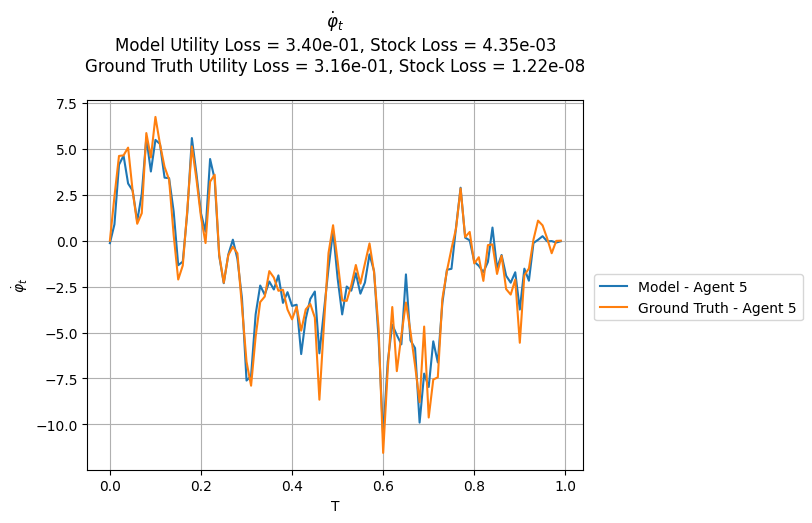 φ̇ₜ
Model Utility Loss = 3.40e-01, Stock Loss = 4.35e-03
Ground Truth Utility Loss = 3.16e-01, Stock Loss = 1.22e-08
7.5
5.0
2.5
0.0
−2.5
−5.0
−7.5
−10.0
φ̇ₜ
0.0 0.2 0.4 0.6 0.8 1.0
T
Model - Agent 5
Ground Truth - Agent 5